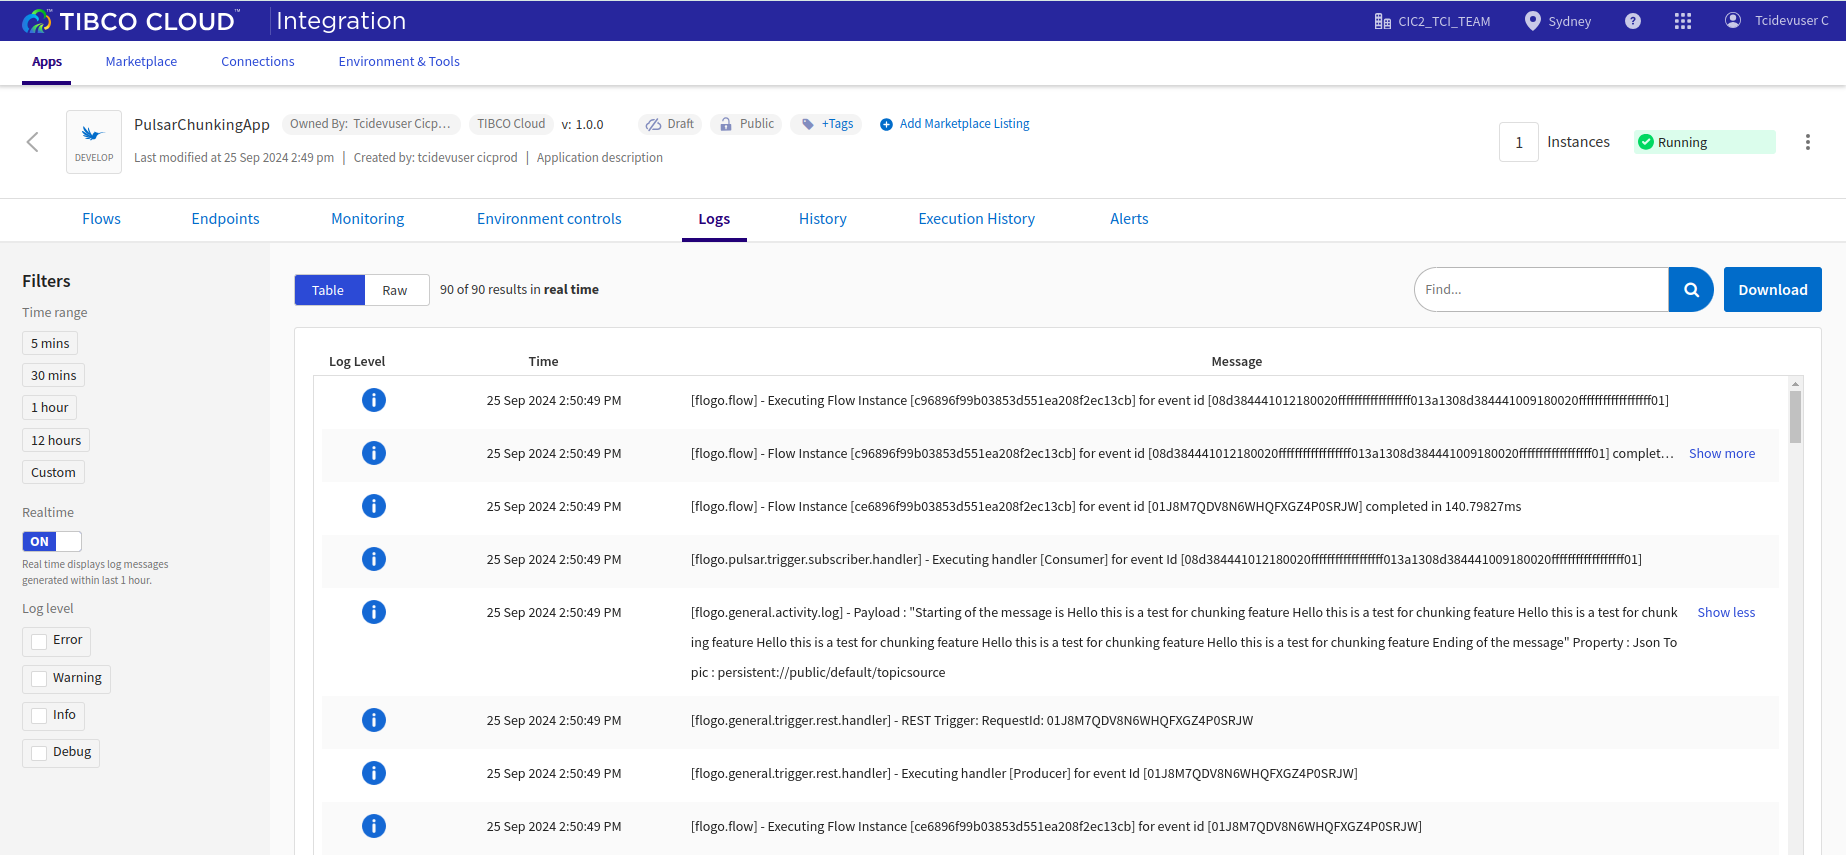 TIBCO CLOUD™ Integration
CIC2_TCI_TEAM Sydney ? Tcidevuser C
Apps Marketplace Connections Environment & Tools
DEVELOP
PulsarChunkingApp Owned By: Tcidevuser Cicp... TIBCO Cloud v: 1.0.0 Draft Public +Tags Add Marketplace Listing
Last modified at 25 Sep 2024 2:49 pm | Created by: tcidevuser cicprod | Application description
1 Instances Running
Flows Endpoints Monitoring Environment controls Logs History Execution History Alerts
Filters
Time range
5 mins
30 mins
1 hour
12 hours
Custom
Realtime
ON
Real time displays log messages
generated within last 1 hour.
Log level
Error
Warning
Info
Debug
Table Raw 90 of 90 results in real time
Find... Download
Log Level Time Message
25 Sep 2024 2:50:49 PM [flogo.flow] - Executing Flow Instance [c96896f99b03853d551ea208f2ec13cb] for event id [08d384441012180020ffffffffffffffffff013a1308d384441009180020ffffffffffffffffff01]
25 Sep 2024 2:50:49 PM [flogo.flow] - Flow Instance [c96896f99b03853d551ea208f2ec13cb] for event id [08d384441012180020ffffffffffffffffff013a1308d384441009180020ffffffffffffffffff01] complet... Show more
25 Sep 2024 2:50:49 PM [flogo.flow] - Flow Instance [ce6896f99b03853d551ea208f2ec13cb] for event id [01J8M7QDV8N6WHQFXGZ4P0SRJW] completed in 140.79827ms
25 Sep 2024 2:50:49 PM [flogo.pulsar.trigger.subscriber.handler] - Executing handler [Consumer] for event Id [08d384441012180020ffffffffffffffffff013a1308d384441009180020ffffffffffffffffff01]
25 Sep 2024 2:50:49 PM [flogo.general.activity.log] - Payload : "Starting of the message is Hello this is a test for chunking feature Hello this is a test for chunking feature Hello this is a test for chunk Show less
ing feature Hello this is a test for chunking feature Hello this is a test for chunking feature Hello this is a test for chunking feature Ending of the message" Property : Json To
pic : persistent://public/default/topicsource
25 Sep 2024 2:50:49 PM [flogo.general.trigger.rest.handler] - REST Trigger: RequestId: 01J8M7QDV8N6WHQFXGZ4P0SRJW
25 Sep 2024 2:50:49 PM [flogo.general.trigger.rest.handler] - Executing handler [Producer] for event Id [01J8M7QDV8N6WHQFXGZ4P0SRJW]
25 Sep 2024 2:50:49 PM [flogo.flow] - Executing Flow Instance [ce6896f99b03853d551ea208f2ec13cb] for event id [01J8M7QDV8N6WHQFXGZ4P0SRJW]